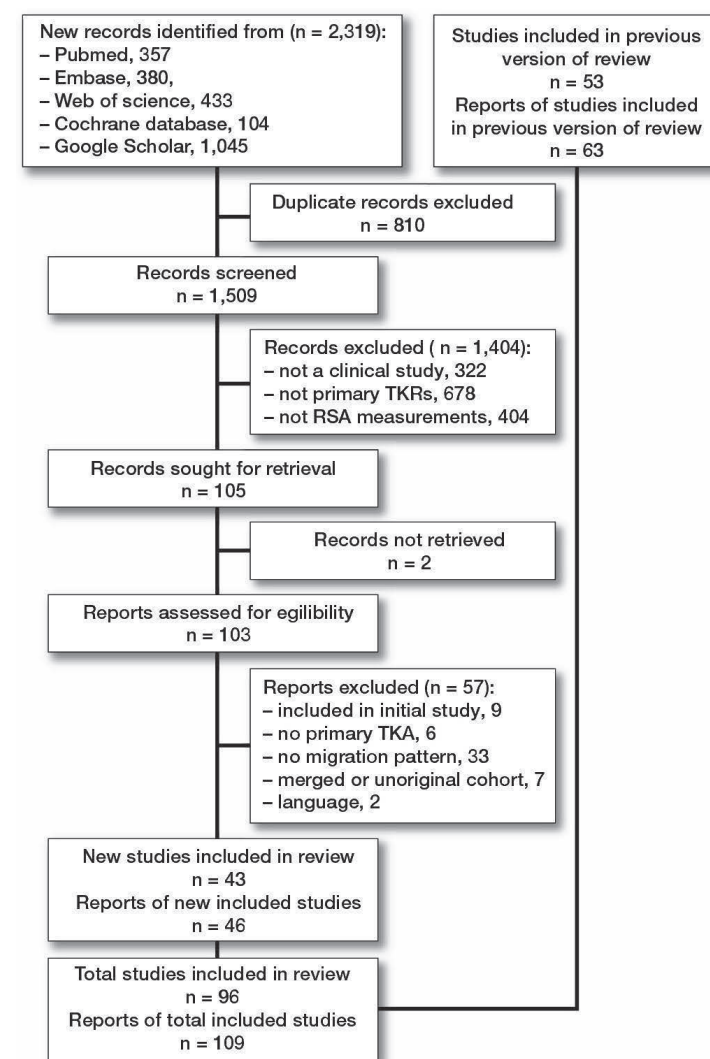 New records identified from (n = 2,319):
– Pubmed, 357
– Embase, 380,
– Web of science, 433
– Cochrane database, 104
– Google Scholar, 1,045
Studies included in previous
version of review
n = 53
Reports of studies included
in previous version of review
n = 63
Duplicate records excluded
n = 810
Records screened
n = 1,509
Records excluded ( n = 1,404):
– not a clinical study, 322
– not primary TKRs, 678
– not RSA measurements, 404
Records sought for retrieval
n = 105
Records not retrieved
n = 2
Reports assessed for egilibility
n = 103
Reports excluded (n = 57):
– included in initial study, 9
– no primary TKA, 6
– no migration pattern, 33
– merged or unoriginal cohort, 7
– language, 2
New studies included in review
n = 43
Reports of new included studies
n = 46
Total studies included in review
n = 96
Reports of total included studies
n = 109